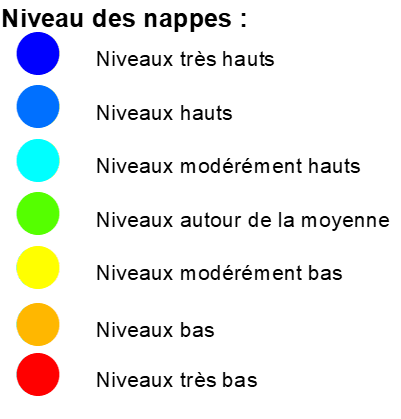 Niveau des nappes :
Niveaux très hauts
Niveaux hauts
Niveaux modérément hauts
Niveaux autour de la moyenne
Niveaux modérément bas
Niveaux bas
Niveaux très bas